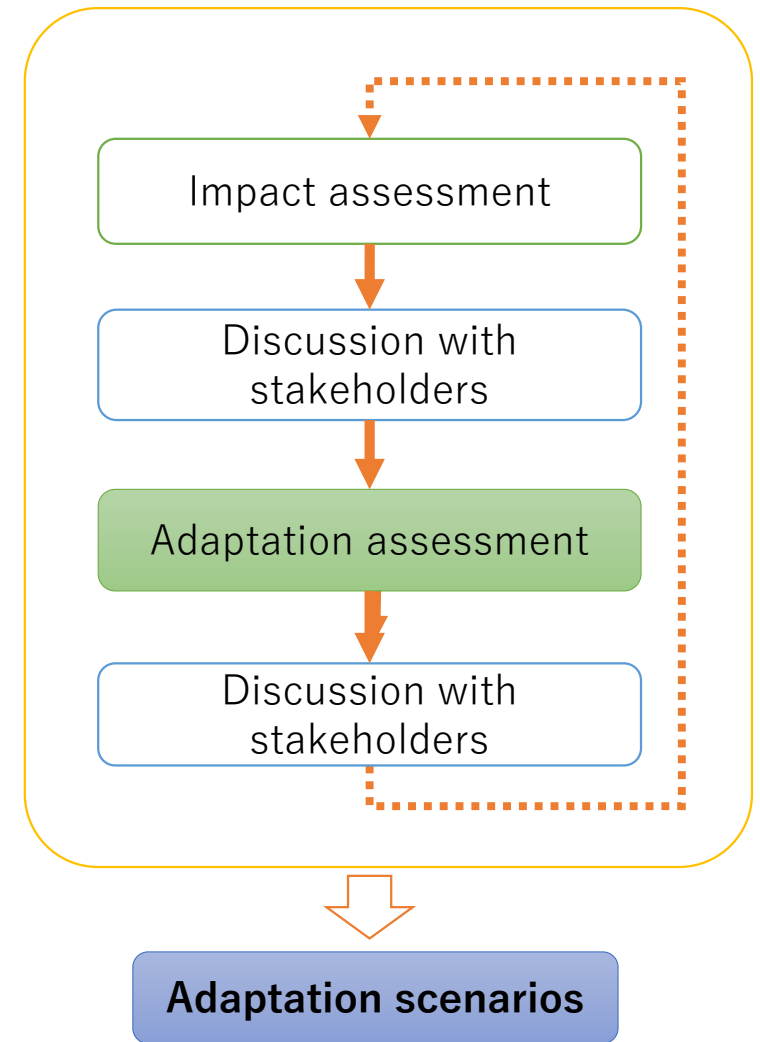 Impact assessment
Discussion with
stakeholders
Adaptation assessment
Discussion with
stakeholders
Adaptation scenarios